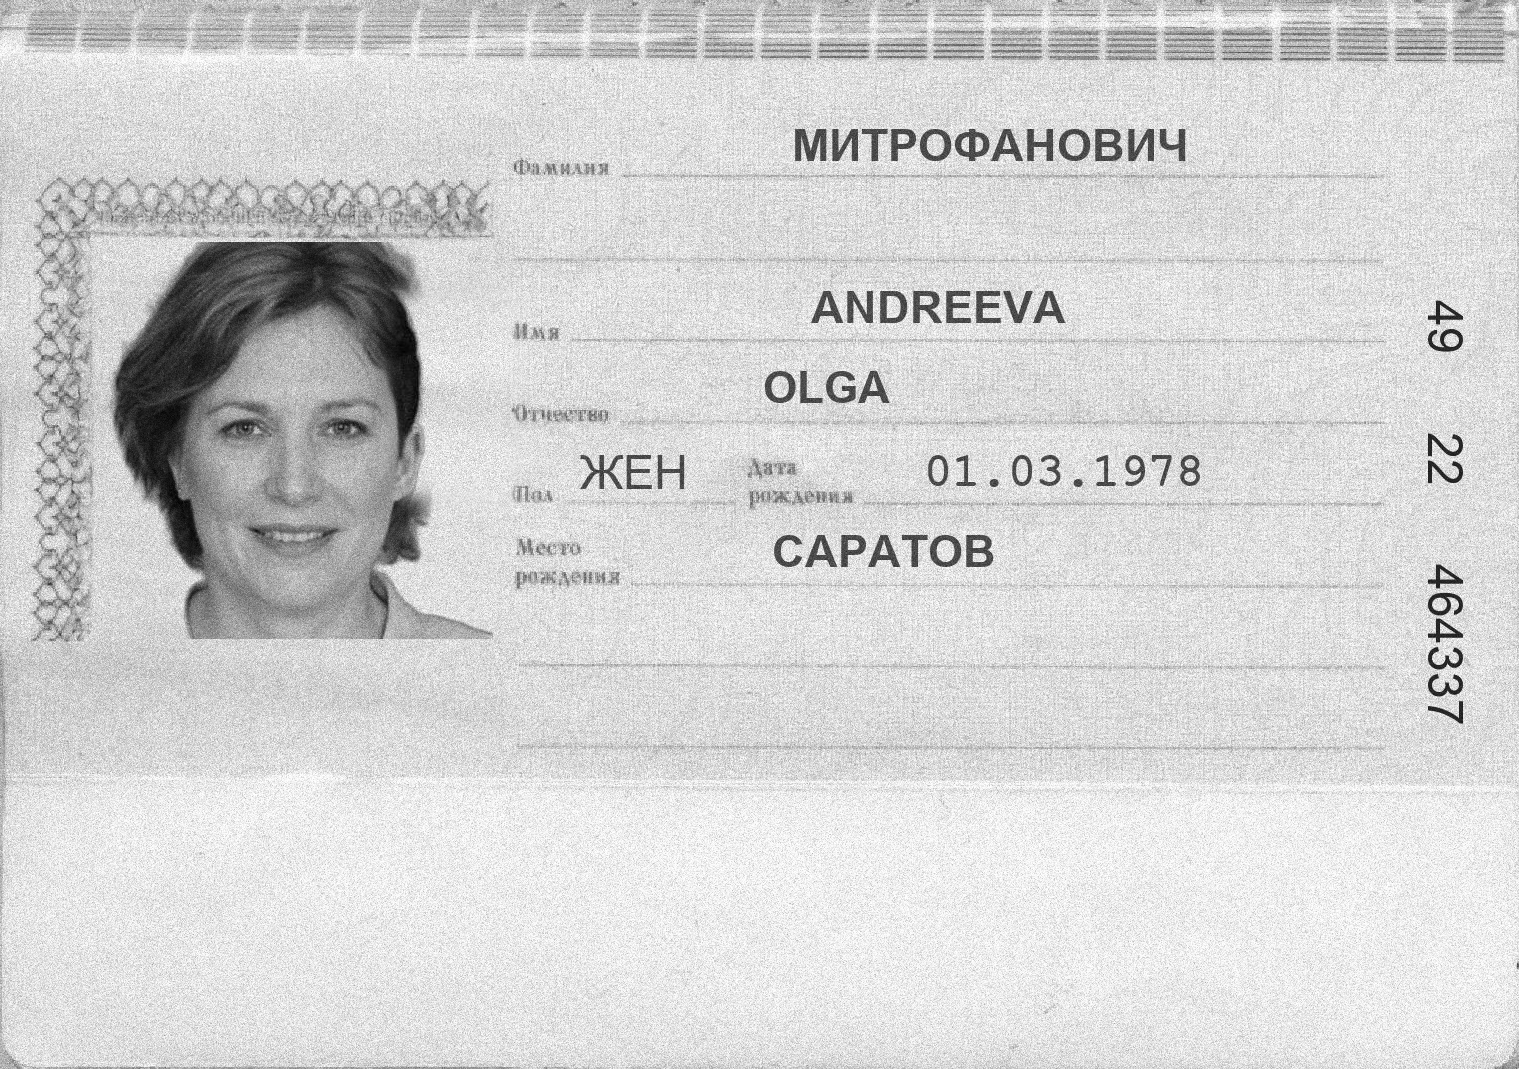 МИТРОФАНОВИЧ
Фамилия
ANDREEVA
Имя
OLGA
Отчество
Пол ЖЕН Дата рождения 01.03.1978
Место рождения САРАТОВ
49 22 464337